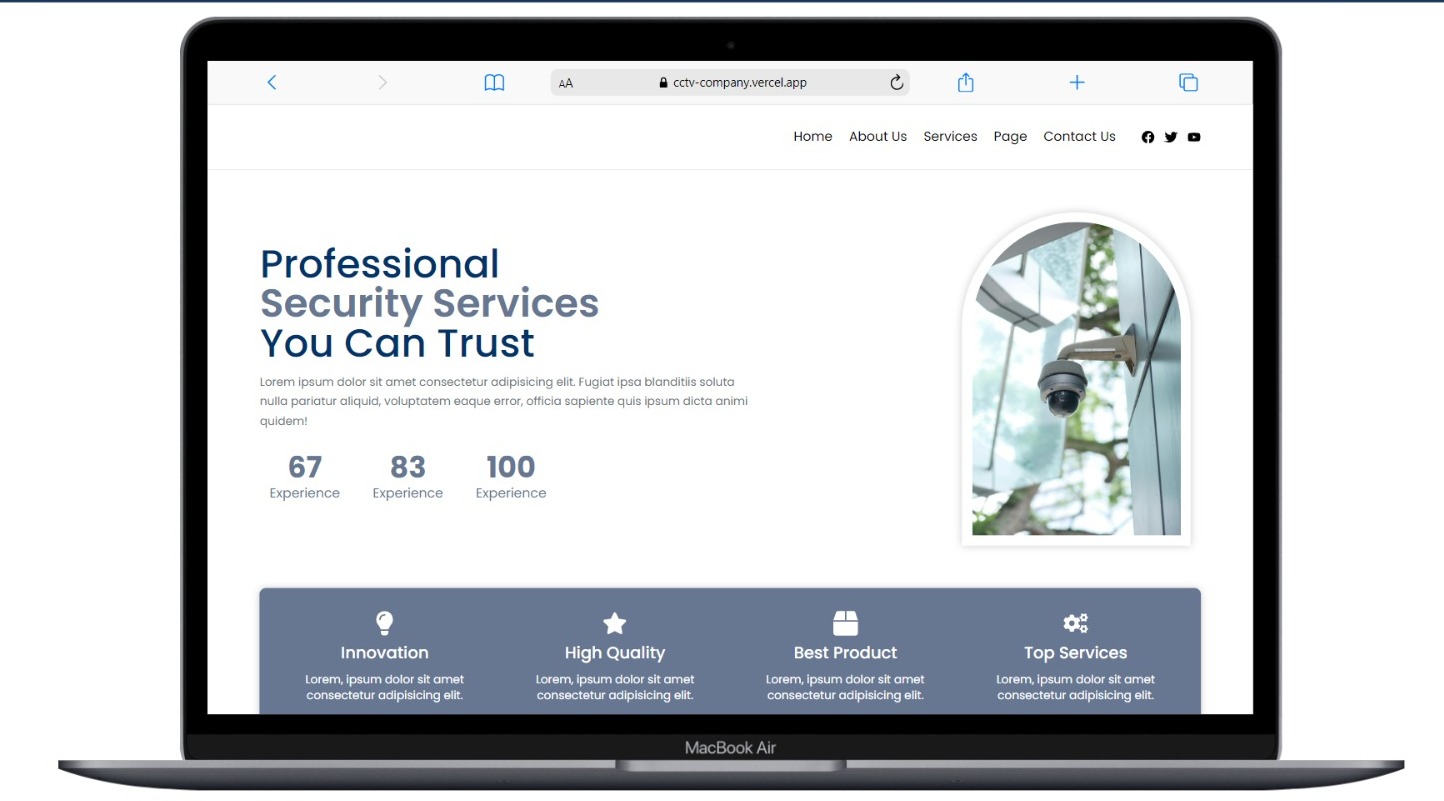 AA cctv-company.vercel.app
Home About Us Services Page Contact Us
Professional
Security Services
You Can Trust
Lorem ipsum dolor sit amet consectetur adipisicing elit. Fugiat ipsa blanditiis soluta
nulla pariatur aliquid, voluptatem eaque error, officia sapiente quis ipsum dicta animi
quidem!
67 83 100
Experience Experience Experience
Innovation High Quality Best Product Top Services
Lorem, ipsum dolor sit amet Lorem, ipsum dolor sit amet Lorem, ipsum dolor sit amet Lorem, ipsum dolor sit amet
consectetur adipisicing elit. consectetur adipisicing elit. consectetur adipisicing elit. consectetur adipisicing elit.
MacBook Air